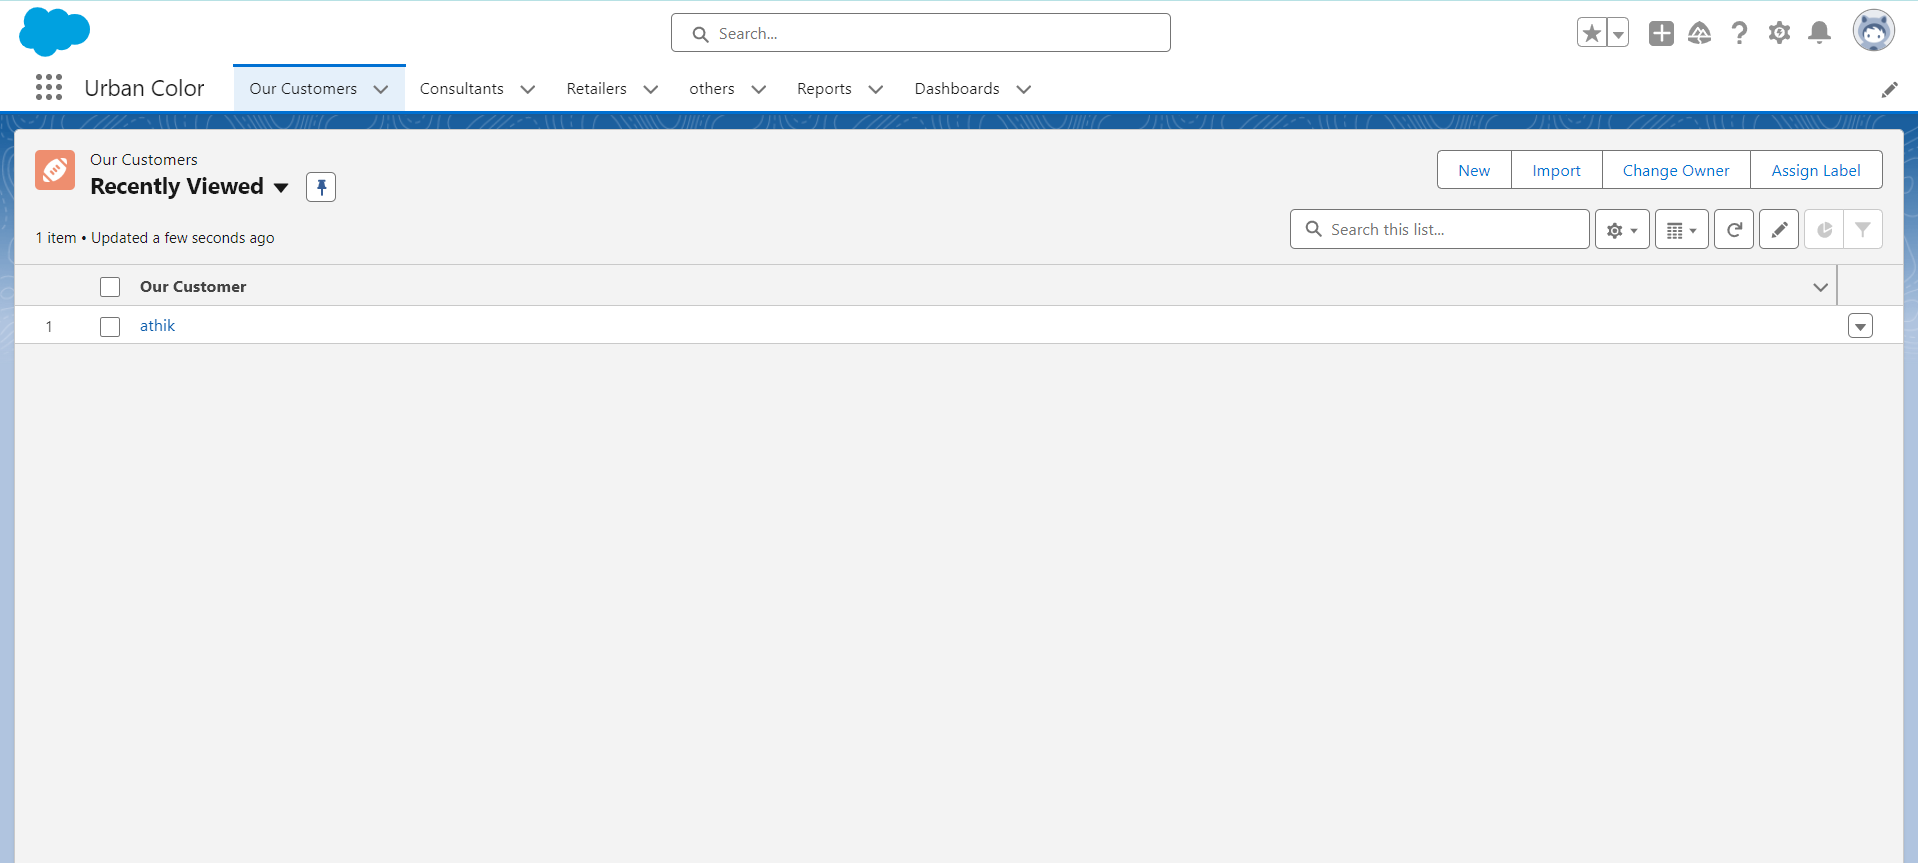 Search...
Urban Color Our Customers Consultants Retailers others Reports Dashboards
Our Customers
Recently Viewed
New Import Change Owner Assign Label
1 item • Updated a few seconds ago
Search this list...
Our Customer
1 athik